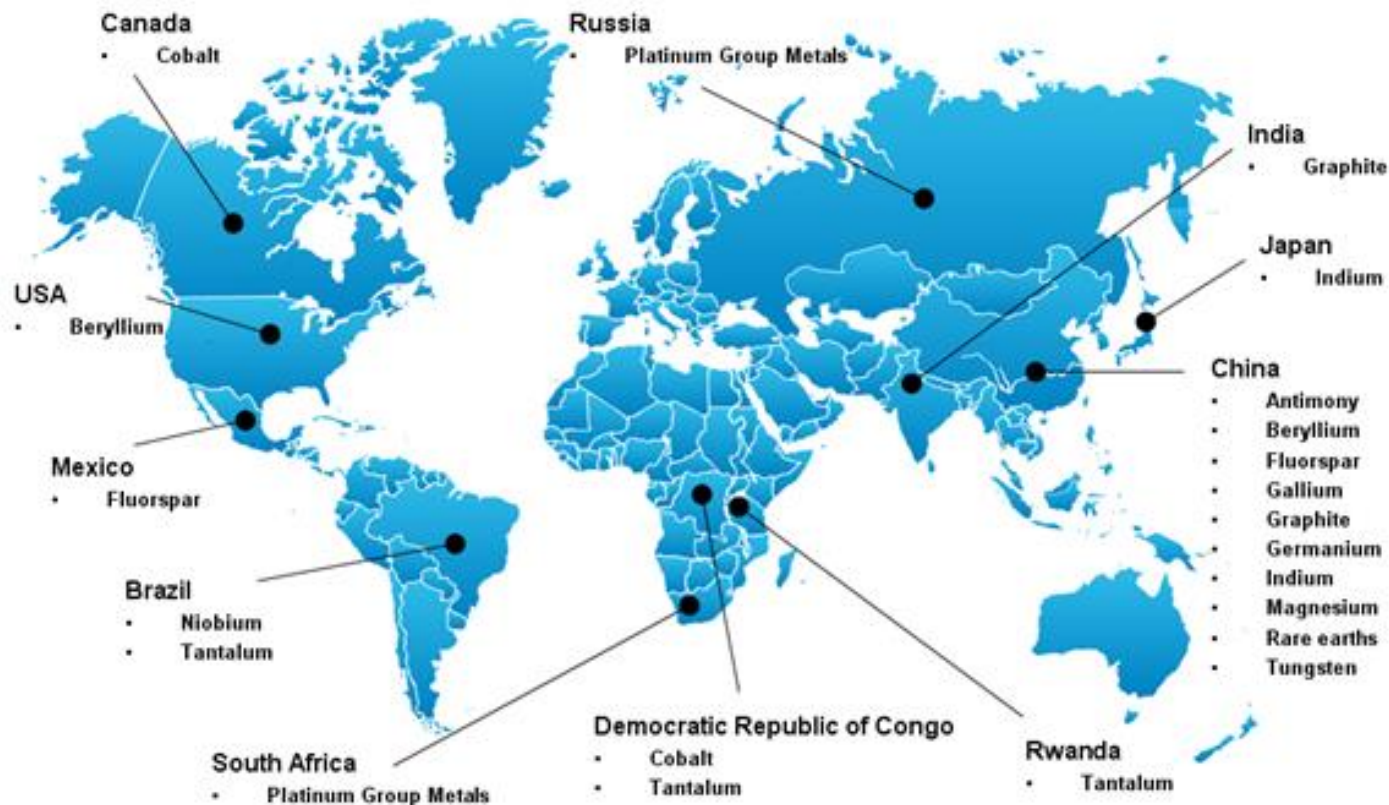 Canada
• Cobalt
Russia
• Platinum Group Metals
India
• Graphite
Japan
• Indium
USA
• Beryllium
China
• Antimony
• Beryllium
• Fluorspar
• Gallium
• Graphite
• Germanium
• Indium
• Magnesium
• Rare earths
• Tungsten
Mexico
• Fluorspar
Brazil
• Niobium
• Tantalum
South Africa
• Platinum Group Metals
Democratic Republic of Congo
• Cobalt
• Tantalum
Rwanda
• Tantalum